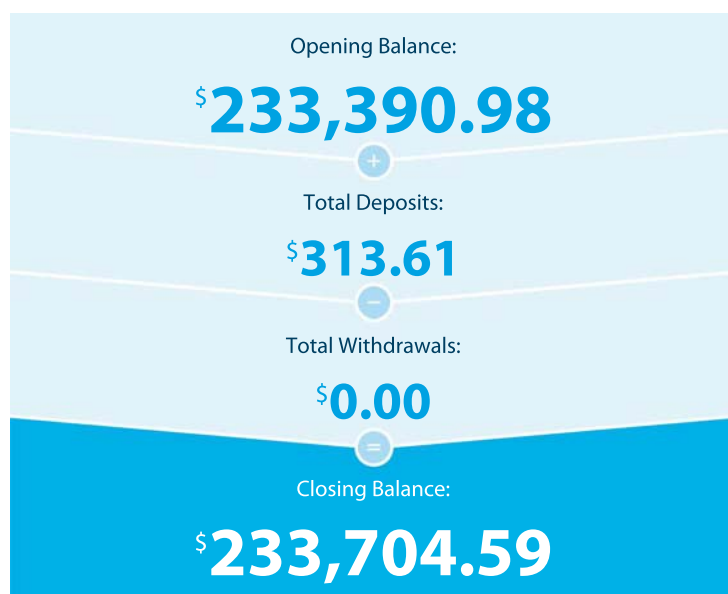 Opening Balance:
$233,390.98
+
Total Deposits:
$313.61
–
Total Withdrawals:
$0.00
=
Closing Balance:
$233,704.59